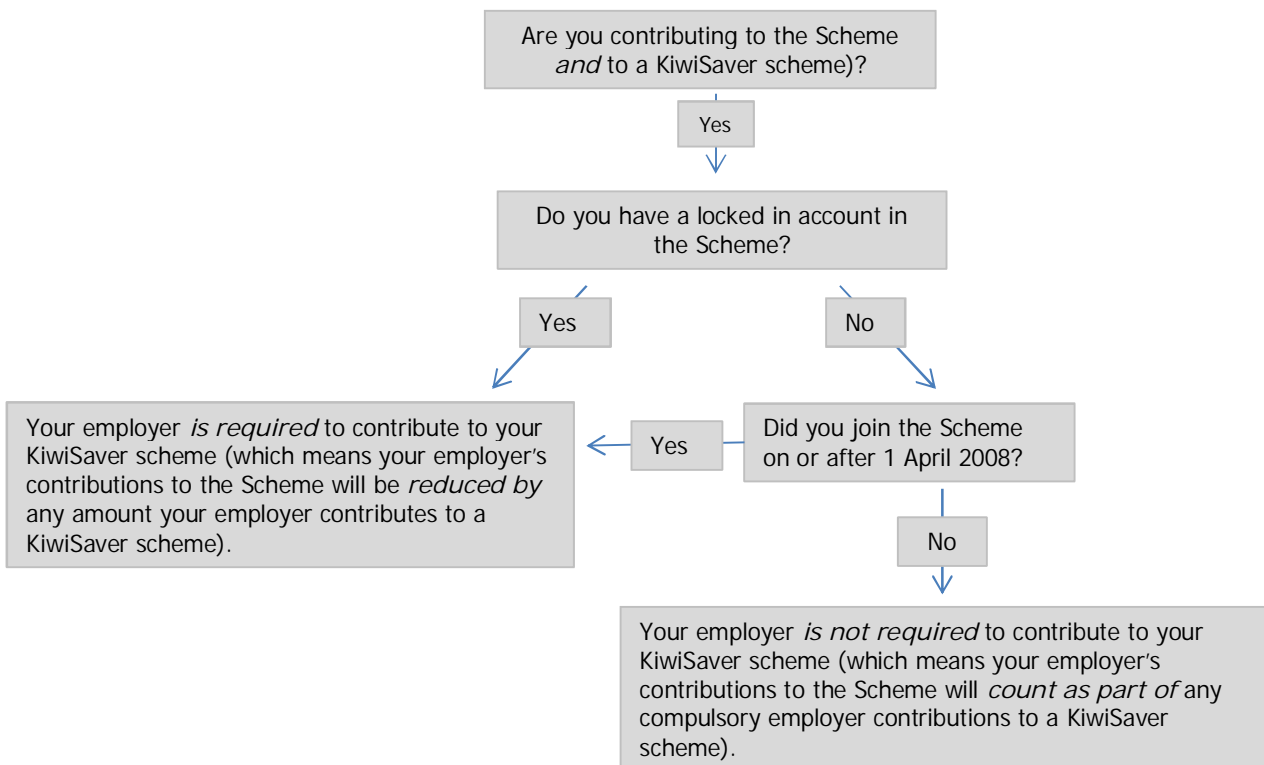 Are you contributing to the Scheme
and to a KiwiSaver scheme)?
Yes
Do you have a locked in account in
the Scheme?
Yes
No
Your employer is required to contribute to your
KiwiSaver scheme (which means your employer's
contributions to the Scheme will be reduced by
any amount your employer contributes to a
KiwiSaver scheme).
Yes
Did you join the Scheme
on or after 1 April 2008?
No
Your employer is not required to contribute to your
KiwiSaver scheme (which means your employer's
contributions to the Scheme will count as part of any
compulsory employer contributions to a KiwiSaver
scheme).